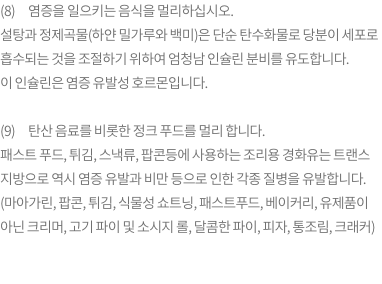 (8) 염증을 일으키는 음식을 멀리하십시오.
설탕과 정제곡물(하얀 밀가루와 백미)은 단순 탄수화물로 당분이 세포로
흡수되는 것을 조절하기 위하여 엄청남 인슐린 분비를 유도합니다.
이 인슐린은 염증 유발성 호르몬입니다.
(9) 탄산 음료를 비롯한 정크 푸드를 멀리 합니다.
패스트 푸드, 튀김, 스낵류, 팝콘등에 사용하는 조리용 경화유는 트랜스
지방으로 역시 염증 유발과 비만 등으로 인한 각종 질병을 유발합니다.
(마아가린, 팝콘, 튀김, 식물성 쇼트닝, 패스트푸드, 베이커리, 유제품이
아닌 크리머, 고기 파이 및 소시지 롤, 달콤한 파이, 피자, 통조림, 크래커)